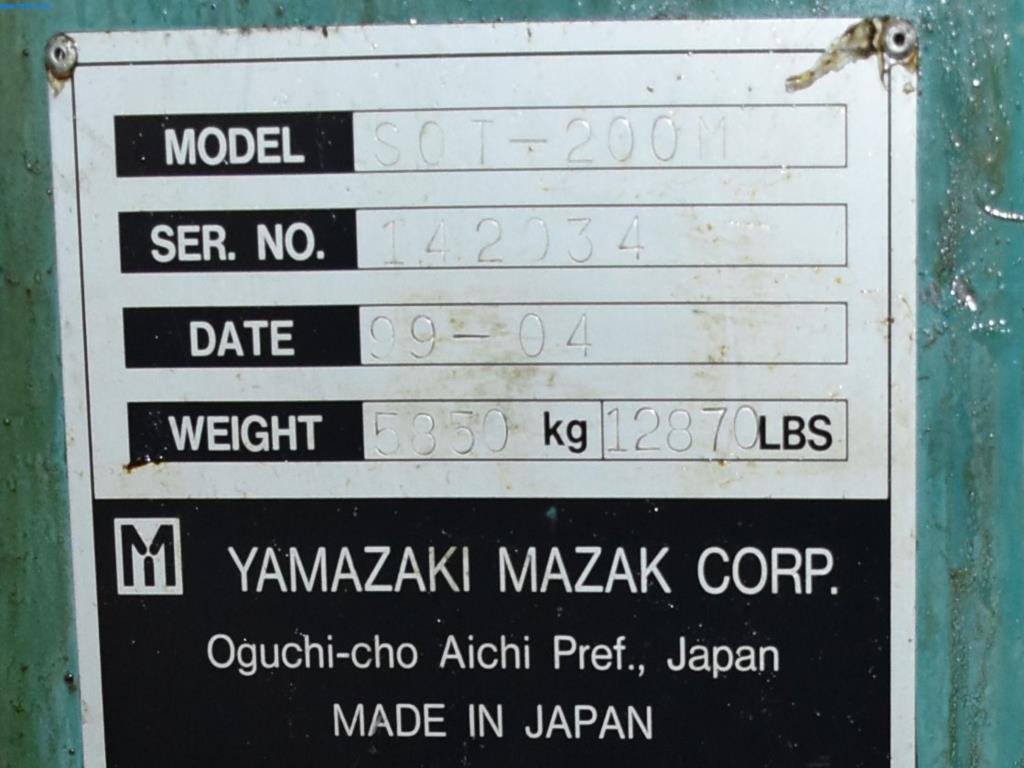 MODEL SQT-200M
SER. NO. 142034
DATE 99-04
WEIGHT 5850 kg 12870 LBS
YAMAZAKI MAZAK CORP.
Oguchi-cho Aichi Pref., Japan
MADE IN JAPAN